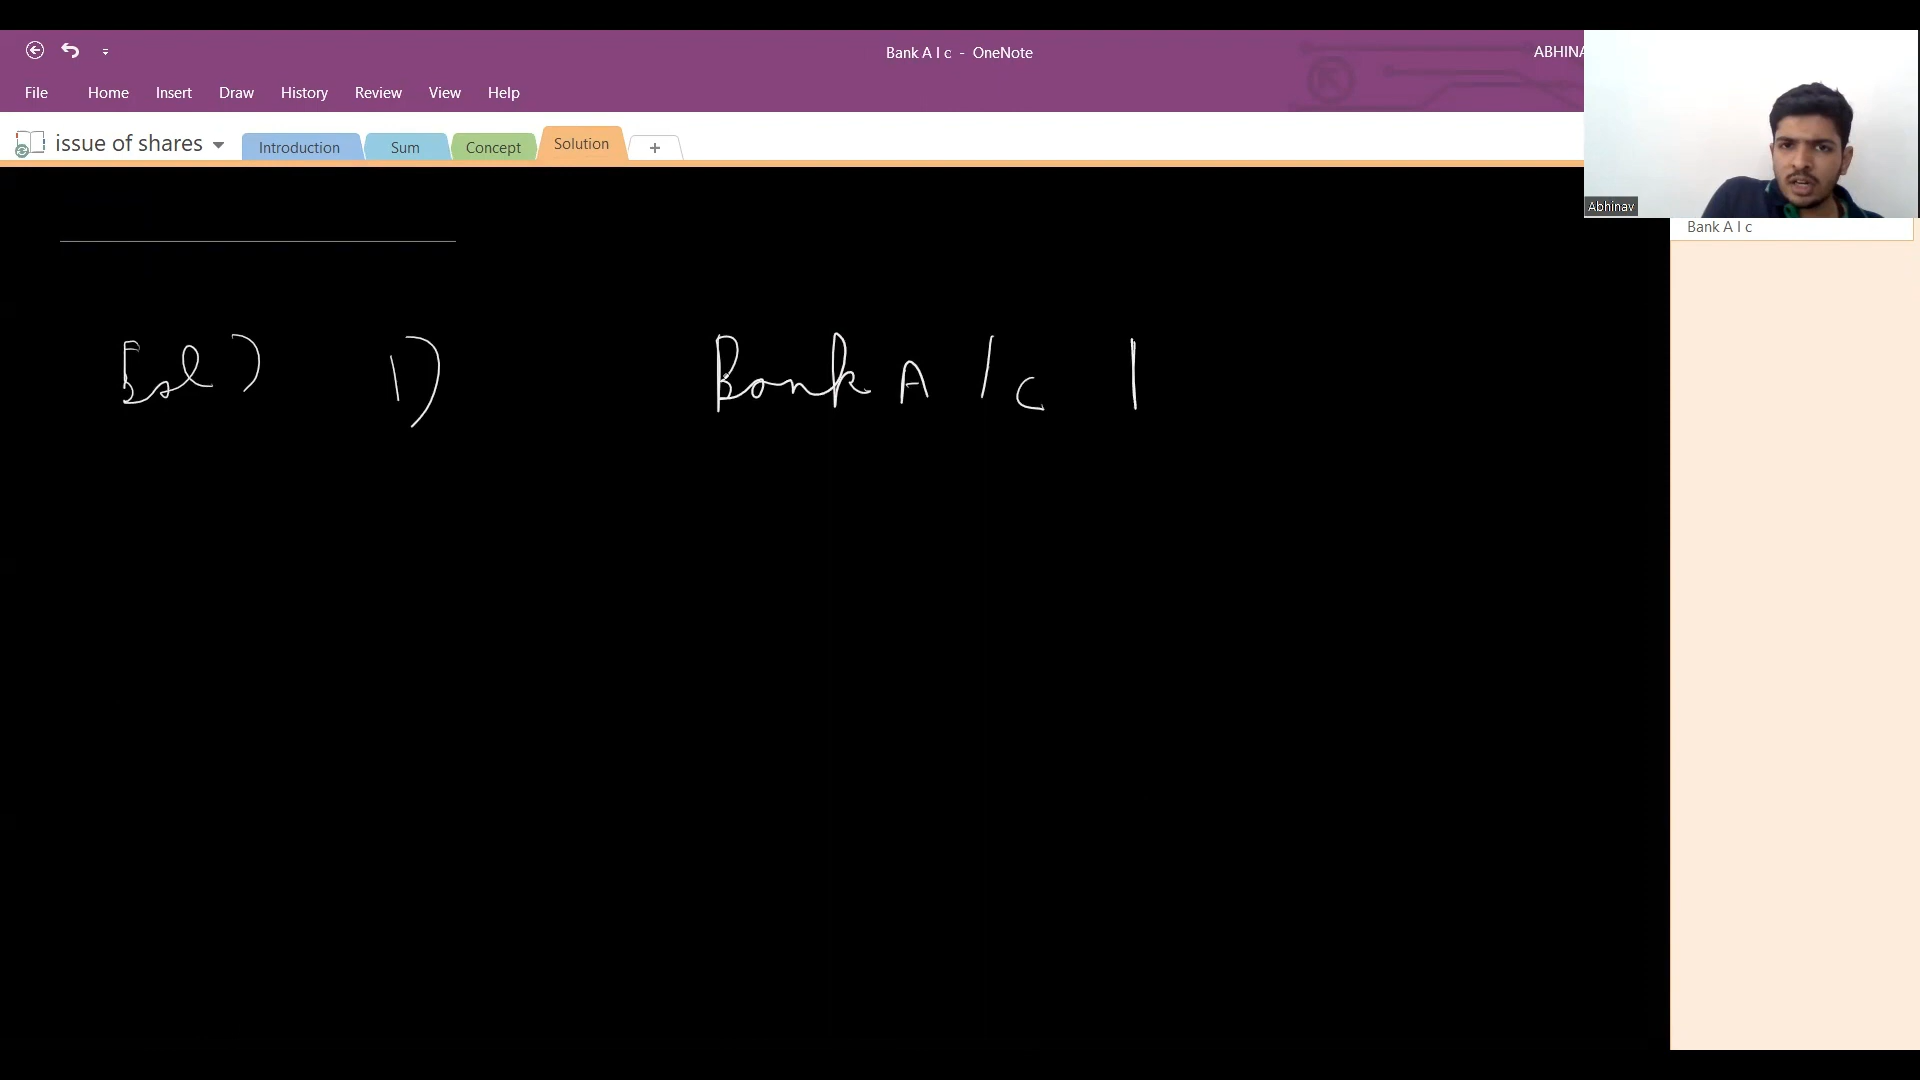 Bank A I c - OneNote
ABHINA
File Home Insert Draw History Review View Help
issue of shares Introduction Sum Concept Solution +
Abhinav
Bank A I c
Sol) 1) Bank A / c |